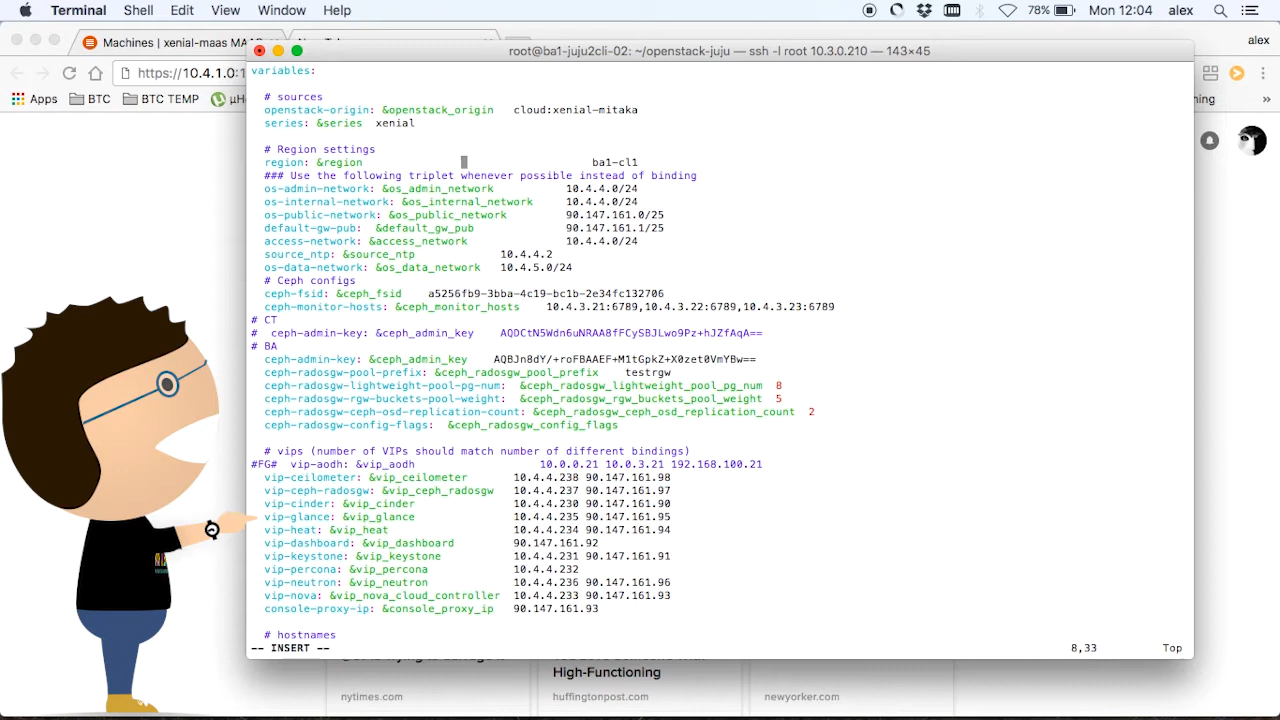 Terminal Shell Edit View Window Help 78% Mon 12:04 alex
Machines | xenial-maas MA
alex
root@ba1-juju2cli-02: ~/openstack-juju — ssh -l root 10.3.0.210 — 143×45
https://10.4.1.0:1
Apps BTC BTC TEMP
variables:
# sources
openstack-origin: &openstack_origin cloud:xenial-mitaka
series: &series xenial
# Region settings
region: &region ba1-cl1
### Use the following triplet whenever possible instead of binding
os-admin-network: &os_admin_network 10.4.4.0/24
os-internal-network: &os_internal_network 10.4.4.0/24
os-public-network: &os_public_network 90.147.161.0/25
default-gw-pub: &default_gw_pub 90.147.161.1/25
access-network: &access_network 10.4.4.0/24
source_ntp: &source_ntp 10.4.4.2
os-data-network: &os_data_network 10.4.5.0/24
# Ceph configs
ceph-fsid: &ceph_fsid a5256fb9-3bba-4c19-bc1b-2e34fc132706
ceph-monitor-hosts: &ceph_monitor_hosts 10.4.3.21:6789,10.4.3.22:6789,10.4.3.23:6789
# CT
# ceph-admin-key: &ceph_admin_key AQDCtN5Wdn6uNRAA8fFCySBJLwo9Pz+hJZfAqA==
# BA
ceph-admin-key: &ceph_admin_key AQBJn8dY/+roFBAAEF+M1tGpkZ+X0zet0VmYBw==
ceph-radosgw-pool-prefix: &ceph_radosgw_pool_prefix testrgw
ceph-radosgw-lightweight-pool-pg-num: &ceph_radosgw_lightweight_pool_pg_num 8
ceph-radosgw-rgw-buckets-pool-weight: &ceph_radosgw_rgw_buckets_pool_weight 5
ceph-radosgw-ceph-osd-replication-count: &ceph_radosgw_ceph_osd_replication_count 2
ceph-radosgw-config-flags: &ceph_radosgw_config_flags
# vips (number of VIPs should match number of different bindings)
#FG# vip-aodh: &vip_aodh 10.0.0.21 10.0.3.21 192.168.100.21
vip-ceilometer: &vip_ceilometer 10.4.4.238 90.147.161.98
vip-ceph-radosgw: &vip_ceph_radosgw 10.4.4.237 90.147.161.97
vip-cinder: &vip_cinder 10.4.4.230 90.147.161.90
vip-glance: &vip_glance 10.4.4.235 90.147.161.95
vip-heat: &vip_heat 10.4.4.234 90.147.161.94
vip-dashboard: &vip_dashboard 90.147.161.92
vip-keystone: &vip_keystone 10.4.4.231 90.147.161.91
vip-percona: &vip_percona 10.4.4.232
vip-neutron: &vip_neutron 10.4.4.236 90.147.161.96
vip-nova: &vip_nova_cloud_controller 10.4.4.233 90.147.161.93
console-proxy-ip: &console_proxy_ip 90.147.161.93
# hostnames
-- INSERT -- 8,33 Top
High-Functioning
nytimes.com huffingtonpost.com newyorker.com